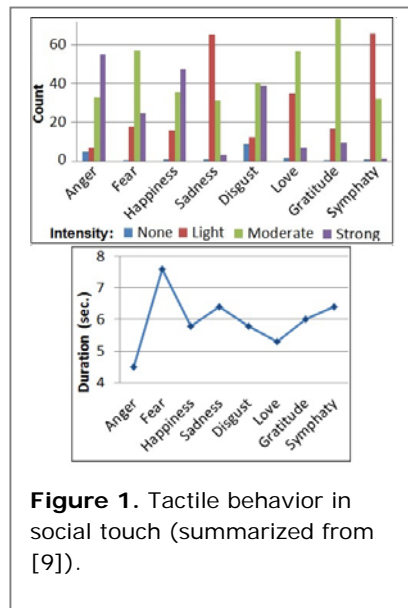 60
40
20
0
Count
Anger
Fear
Happiness
Sadness
Disgust
Love
Gratitude
Symphaty
Intensity: None Light Moderate Strong
8
7
6
5
4
Duration (sec.)
Anger
Fear
Happiness
Sadness
Disgust
Love
Gratitude
Symphaty
Figure 1. Tactile behavior in
social touch (summarized from
[9]).